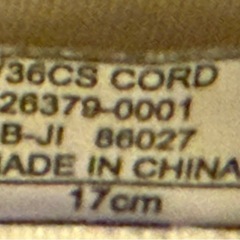 /36CS CORD
26379-0001
B-JI 86027
MADE IN CHINA
17cm